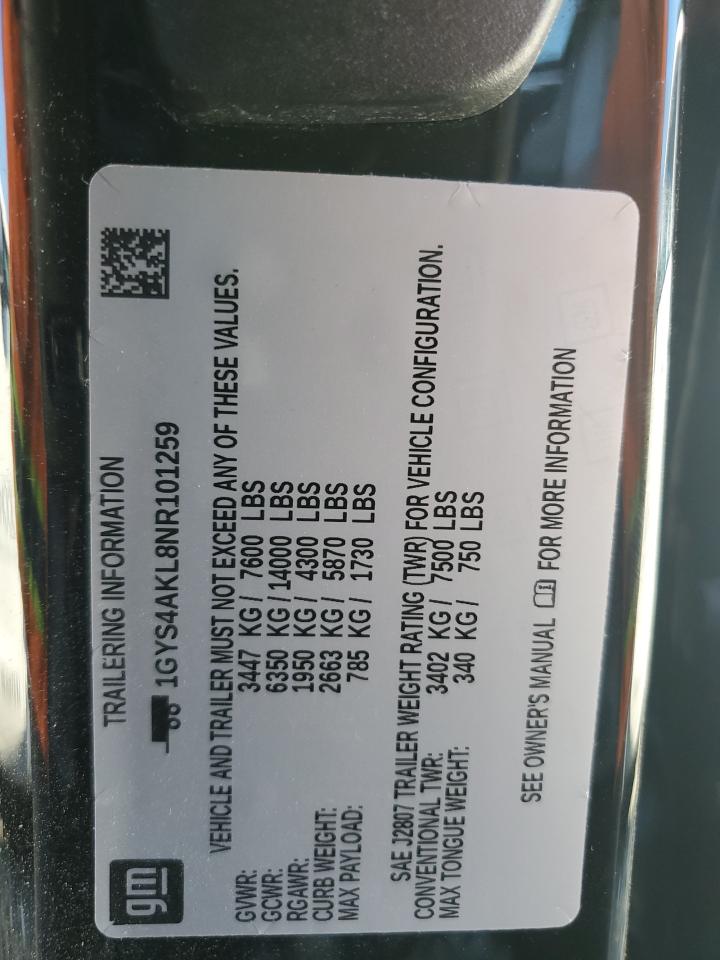 gm
TRAILERING INFORMATION
1GYS4AKL8NR101259
VEHICLE AND TRAILER MUST NOT EXCEED ANY OF THESE VALUES.
GVWR: 3447 KG / 7600 LBS
GCWR: 6350 KG / 14000 LBS
RGAWR: 1950 KG / 4300 LBS
CURB WEIGHT: 2663 KG / 5870 LBS
MAX PAYLOAD: 785 KG / 1730 LBS
SAE J2807 TRAILER WEIGHT RATING (TWR) FOR VEHICLE CONFIGURATION.
CONVENTIONAL TWR: 3402 KG / 7500 LBS
MAX TONGUE WEIGHT: 340 KG / 750 LBS
SEE OWNER'S MANUAL FOR MORE INFORMATION